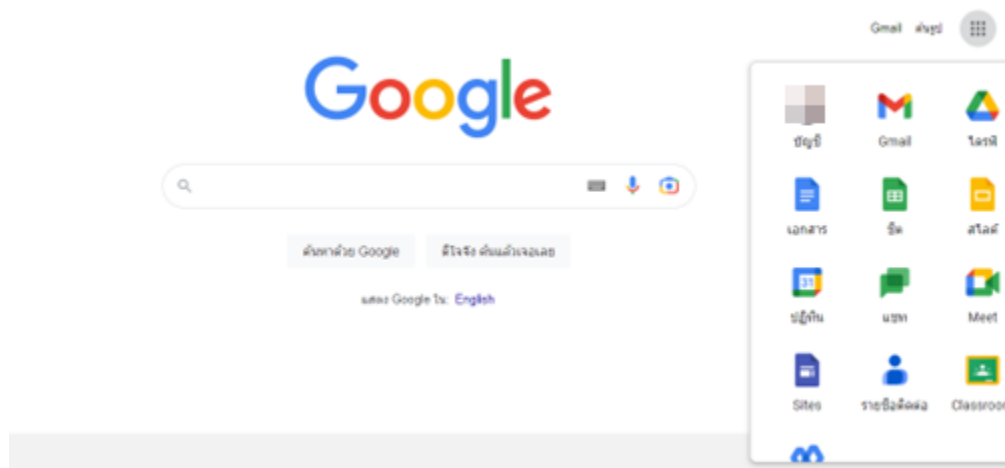 Gmail ค้นรูป
Google
บัญชี Gmail ไดรฟ์
เอกสาร ชีต สไลด์
31
ค้นหาด้วย Google ดีใจจัง ค้นแล้วเจอเลย
แสดง Google ใน: English
ปฏิทิน แชท Meet
Sites รายชื่อติดต่อ Classroom